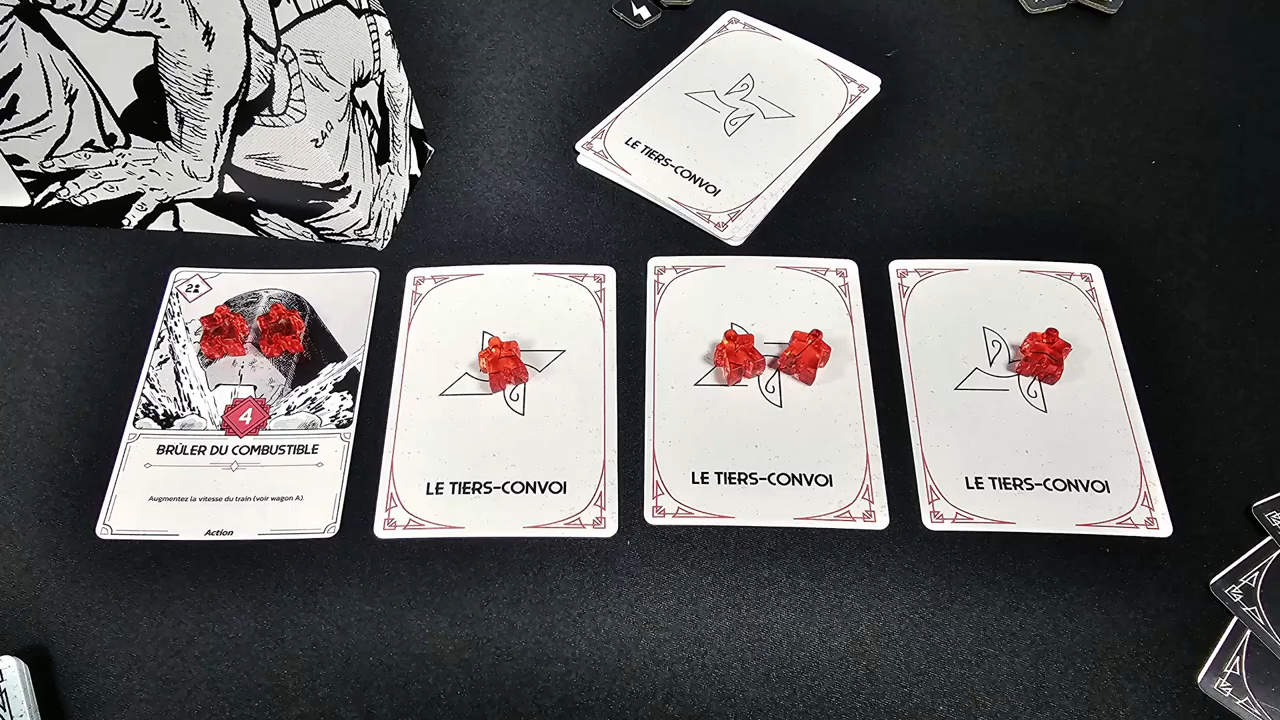 LE TIERS-CONVOI
2
4
BRÛLER DU COMBUSTIBLE
Augmentez la vitesse du train (voir wagon A).
Action
LE TIERS-CONVOI
LE TIERS-CONVOI
LE TIERS-CONVOI